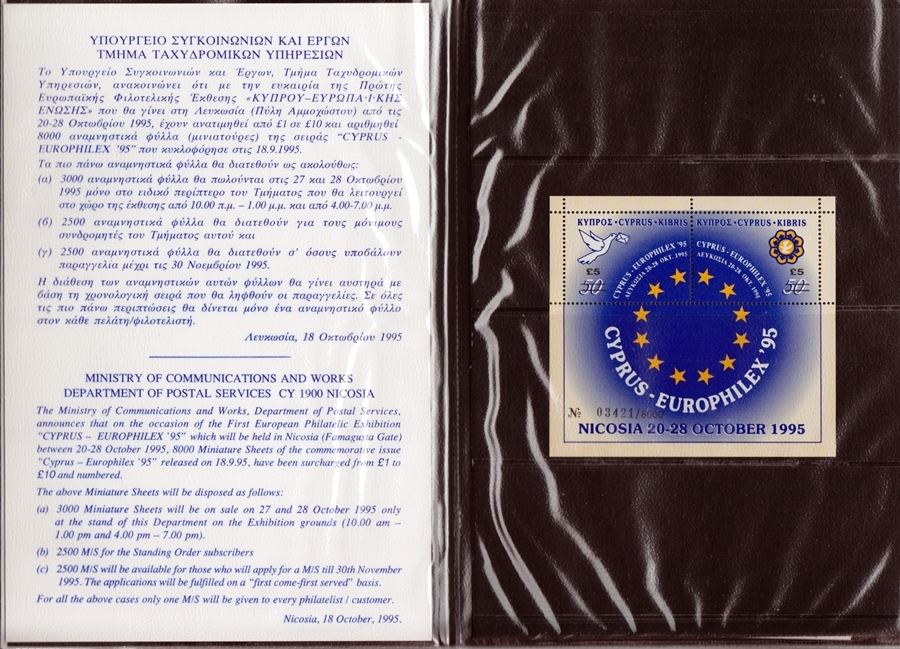 ΥΠΟΥΡΓΕΙΟ ΣΥΓΚΟΙΝΩΝΙΩΝ ΚΑΙ ΕΡΓΩΝ
ΤΜΗΜΑ ΤΑΧΥΔΡΟΜΙΚΩΝ ΥΠΗΡΕΣΙΩΝ
Το Υπουργείο Συγκοινωνιών και Έργων, Τμήμα Ταχυδρομικών
Υπηρεσιών, ανακοινώνει ότι με την ευκαιρία της Πρώτης
Ευρωπαϊκής Φιλοτελικής Έκθεσης «ΚΥΠΡΟΥ–ΕΥΡΩΠΑ·Ι·ΚΗΣ
ΕΝΩΣΗΣ» που θα γίνει στη Λευκωσία (Πύλη Αμμοχώστου) από τις
20-28 Οκτωβρίου 1995, έχουν ανατιμηθεί από £1 σε £10 και αριθμηθεί
8000 αναμνηστικά φύλλα (μινιατούρες) της σειράς "CYPRUS -
EUROPHILEX '95" που κυκλοφόρησε στις 18.9.1995.
Τα πιο πάνω αναμνηστικά φύλλα θα διατεθούν ως ακολούθως:
(α) 3000 αναμνηστικά φύλλα θα πωλούνται στις 27 και 28 Οκτωβρίου
1995 μόνο στο ειδικό περίπτερο του Τμήματος που θα λειτουργεί
στο χώρο της έκθεσης από 10.00 π.μ. – 1.00 μ.μ. και από 4.00-7.00 μ.μ.
(β) 2500 αναμνηστικά φύλλα θα διατεθούν για τους μόνιμους
συνδρομητές του Τμήματος αυτού και
(γ) 2500 αναμνηστικά φύλλα θα διατεθούν σ' όσους υποβάλουν
παραγγελία μέχρι τις 30 Νοεμβρίου 1995.
Η διάθεση των αναμνηστικών αυτών φύλλων θα γίνει αυστηρά με
βάση τη χρονολογική σειρά που θα ληφθούν οι παραγγελίες. Σε όλες
τις πιο πάνω περιπτώσεις θα δίνεται μόνο ένα αναμνηστικό φύλλο
στον κάθε πελάτη/φιλοτελιστή.
Λευκωσία, 18 Οκτωβρίου 1995
MINISTRY OF COMMUNICATIONS AND WORKS
DEPARTMENT OF POSTAL SERVICES CY 1900 NICOSIA
The Ministry of Communications and Works, Department of Postal Services,
announces that on the occasion of the First European Philatelic Exhibition
"CYPRUS – EUROPHILEX '95" which will be held in Nicosia (Famagusta Gate)
between 20-28 October 1995, 8000 Miniature Sheets of the commemorative issue
"Cyprus – Europhilex '95" released on 18.9.95, have been surcharged from £1 to
£10 and numbered.
The above Miniature Sheets will be disposed as follows:
(a) 3000 Miniature Sheets will be on sale on 27 and 28 October 1995 only
at the stand of this Department on the Exhibition grounds (10.00 am –
1.00 pm and 4.00 pm – 7.00 pm).
(b) 2500 M/S for the Standing Order subscribers
(c) 2500 M/S will be available for those who will apply for a M/S till 30th November
1995. The applications will be fulfilled on a "first come-first served" basis.
For all the above cases only one M/S will be given to every philatelist / customer.
Nicosia, 18 October, 1995.
ΚΥΠΡΟΣ·CYPRUS·KIBRIS
ΚΥΠΡΟΣ·CYPRUS·KIBRIS
CYPRUS-EUROPHILEX '95
ΛΕΥΚΩΣΙΑ 20-28 ΟΚΤ. 1995
CYPRUS-EUROPHILEX '95
ΛΕΥΚΩΣΙΑ 20-28 ΟΚΤ. 1995
£5
50
£5
50
CYPRUS-EUROPHILEX '95
№ 03421/8000
NICOSIA 20-28 OCTOBER 1995